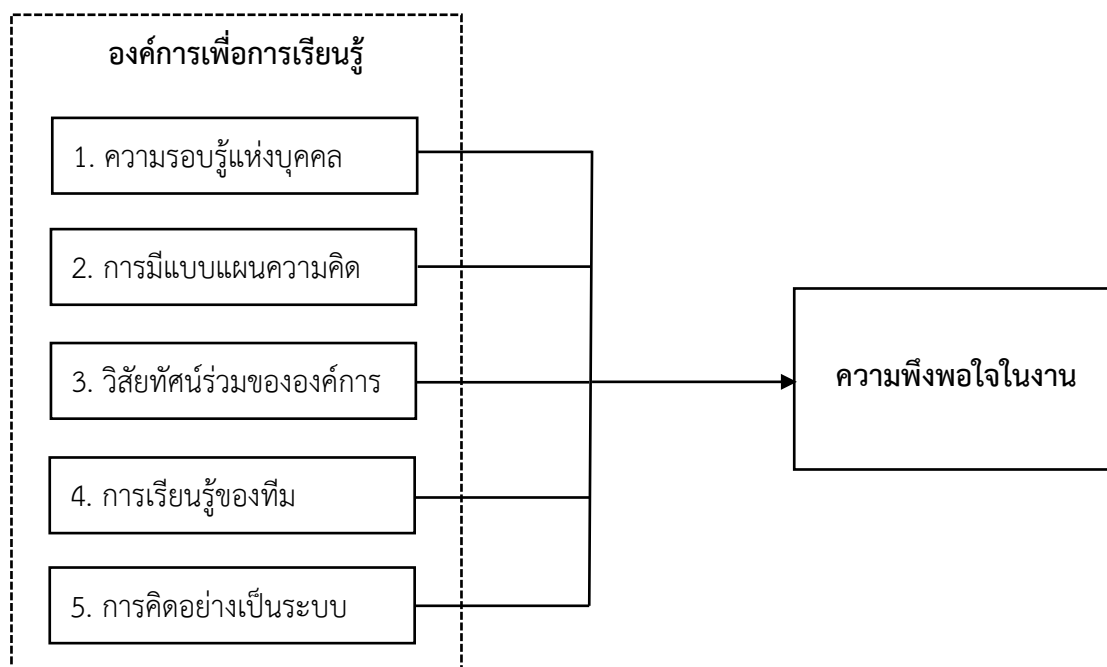 องค์การเพื่อการเรียนรู้
1. ความรอบรู้แห่งบุคคล
2. การมีแบบแผนความคิด
3. วิสัยทัศน์ร่วมขององค์การ
4. การเรียนรู้ของทีม
5. การคิดอย่างเป็นระบบ
ความพึงพอใจในงาน